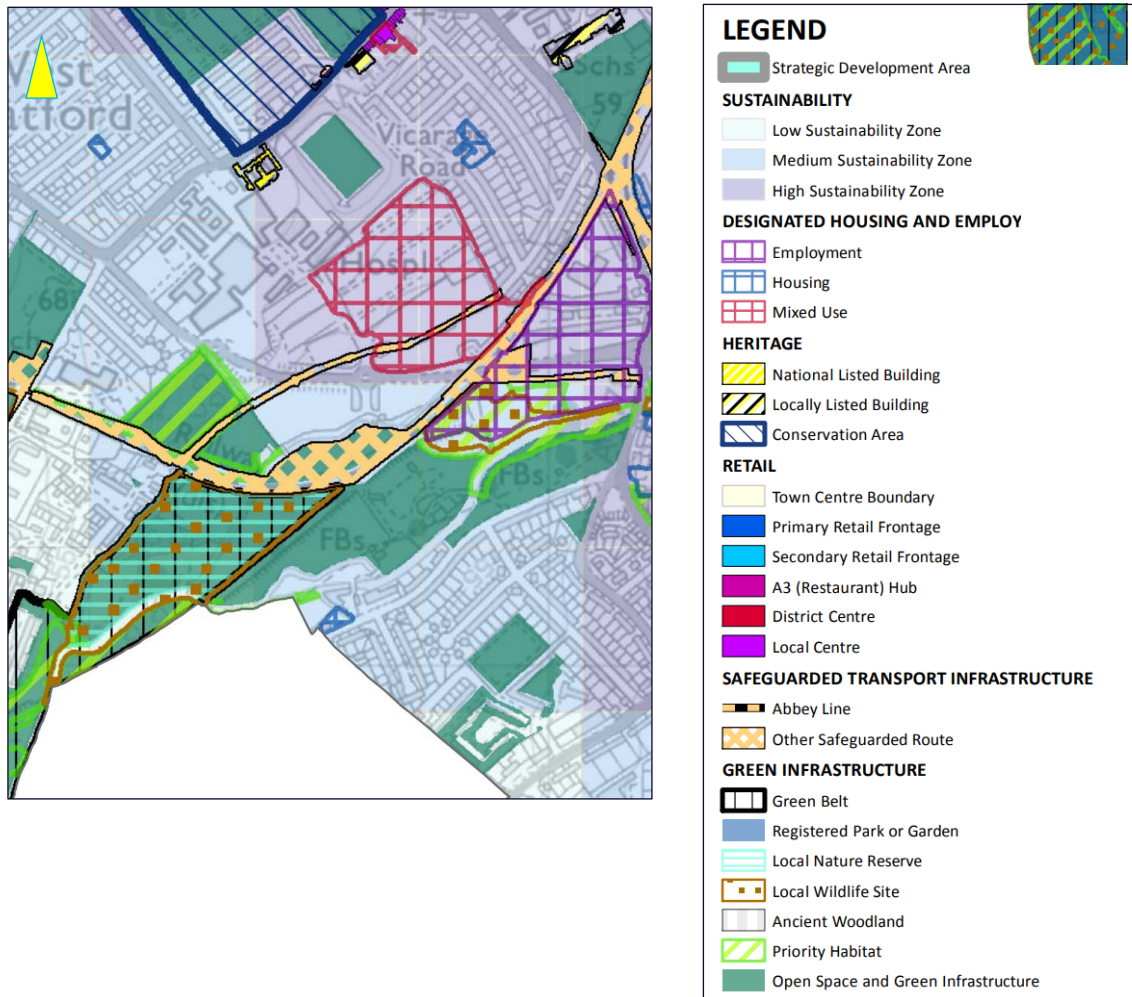 West
Watford
Schs
59
Vicarage
Road
Hospl
68
FBs
FBs
LEGEND
Strategic Development Area
SUSTAINABILITY
Low Sustainability Zone
Medium Sustainability Zone
High Sustainability Zone
DESIGNATED HOUSING AND EMPLOY
Employment
Housing
Mixed Use
HERITAGE
National Listed Building
Locally Listed Building
Conservation Area
RETAIL
Town Centre Boundary
Primary Retail Frontage
Secondary Retail Frontage
A3 (Restaurant) Hub
District Centre
Local Centre
SAFEGUARDED TRANSPORT INFRASTRUCTURE
Abbey Line
Other Safeguarded Route
GREEN INFRASTRUCTURE
Green Belt
Registered Park or Garden
Local Nature Reserve
Local Wildlife Site
Ancient Woodland
Priority Habitat
Open Space and Green Infrastructure